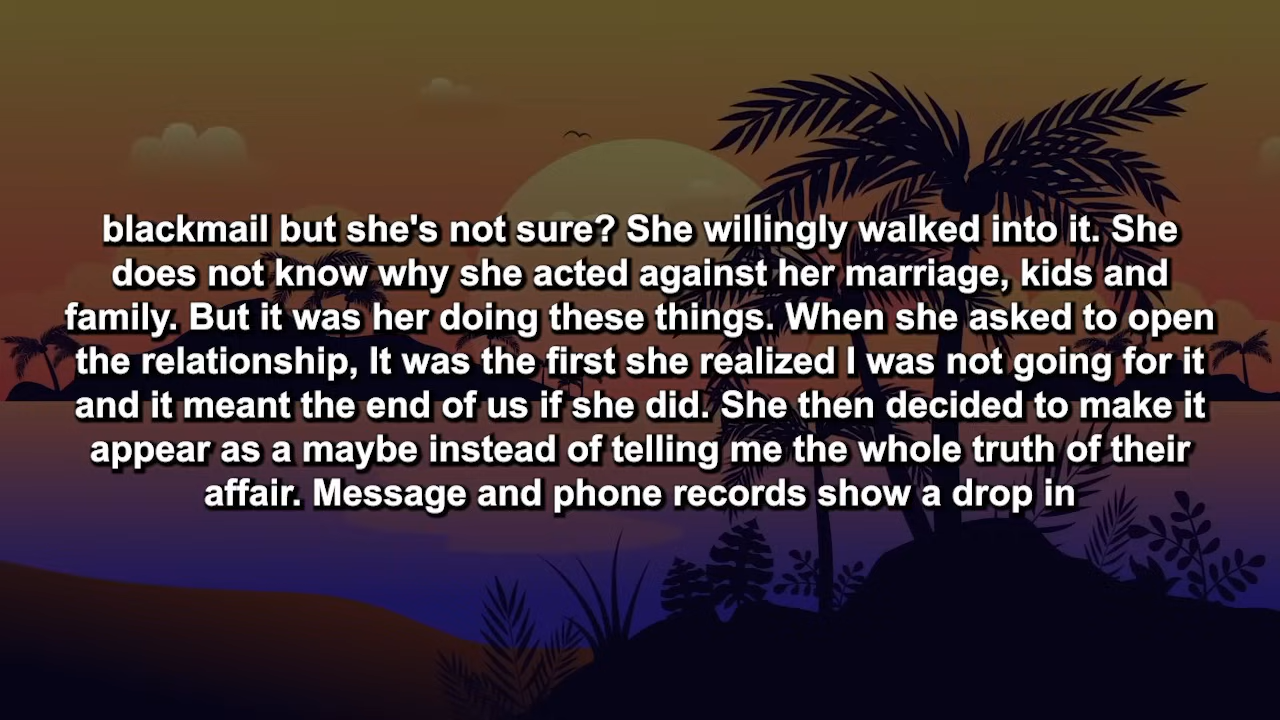 blackmail but she's not sure? She willingly walked into it. She
does not know why she acted against her marriage, kids and
family. But it was her doing these things. When she asked to open
the relationship, It was the first she realized I was not going for it
and it meant the end of us if she did. She then decided to make it
appear as a maybe instead of telling me the whole truth of their
affair. Message and phone records show a drop in